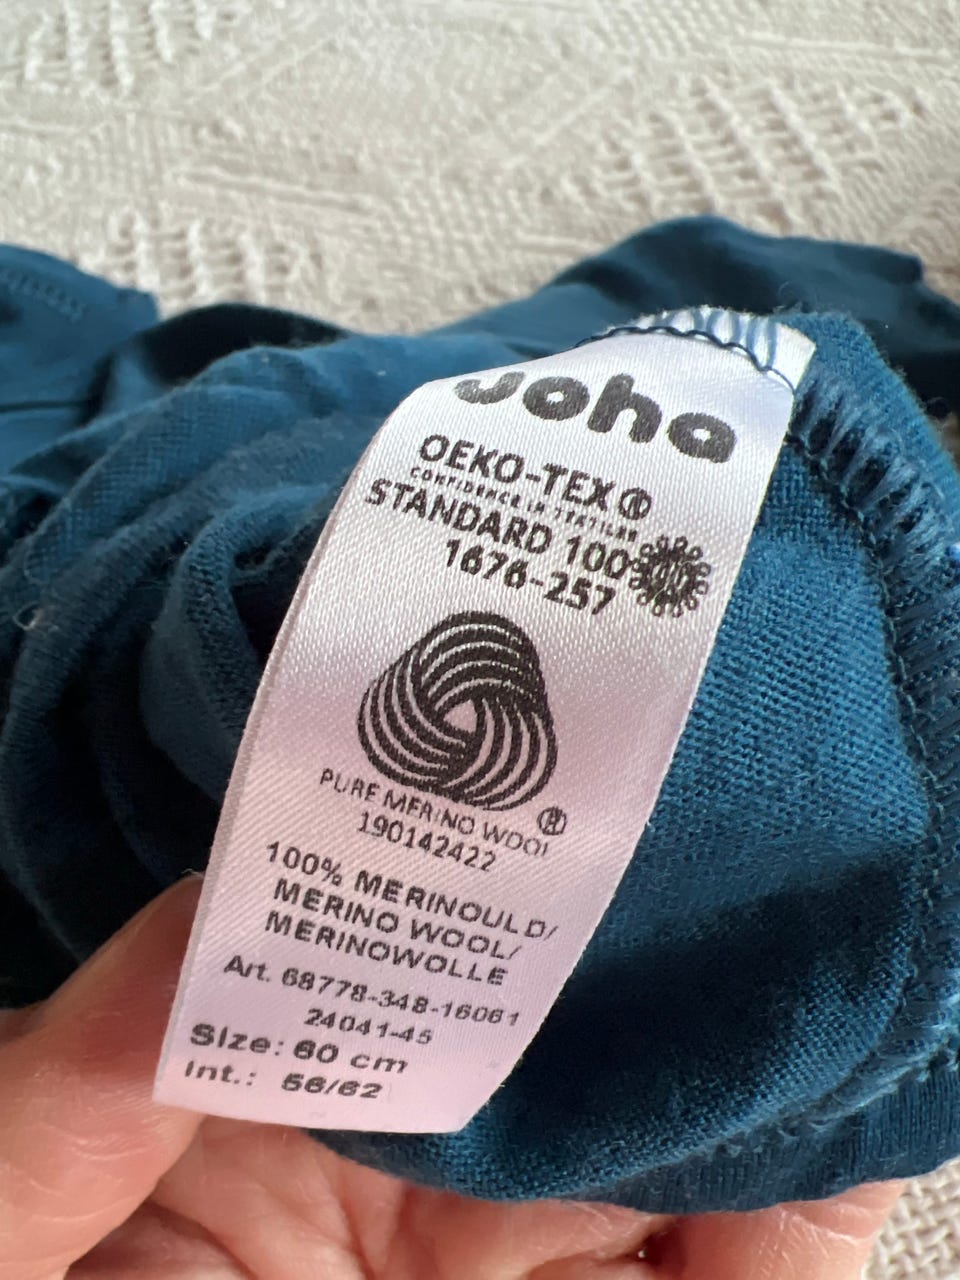 Joha
OEKO-TEX®
CONFIDENCE IN TEXTILES
STANDARD 100
1676-257
PURE MERINO WOOL
®
190142422
100% MERINOULD/
MERINO WOOL/
MERINOWOLLE
Art. 68778-348-16061
24041-45
Size: 60 cm
Int.: 56/62